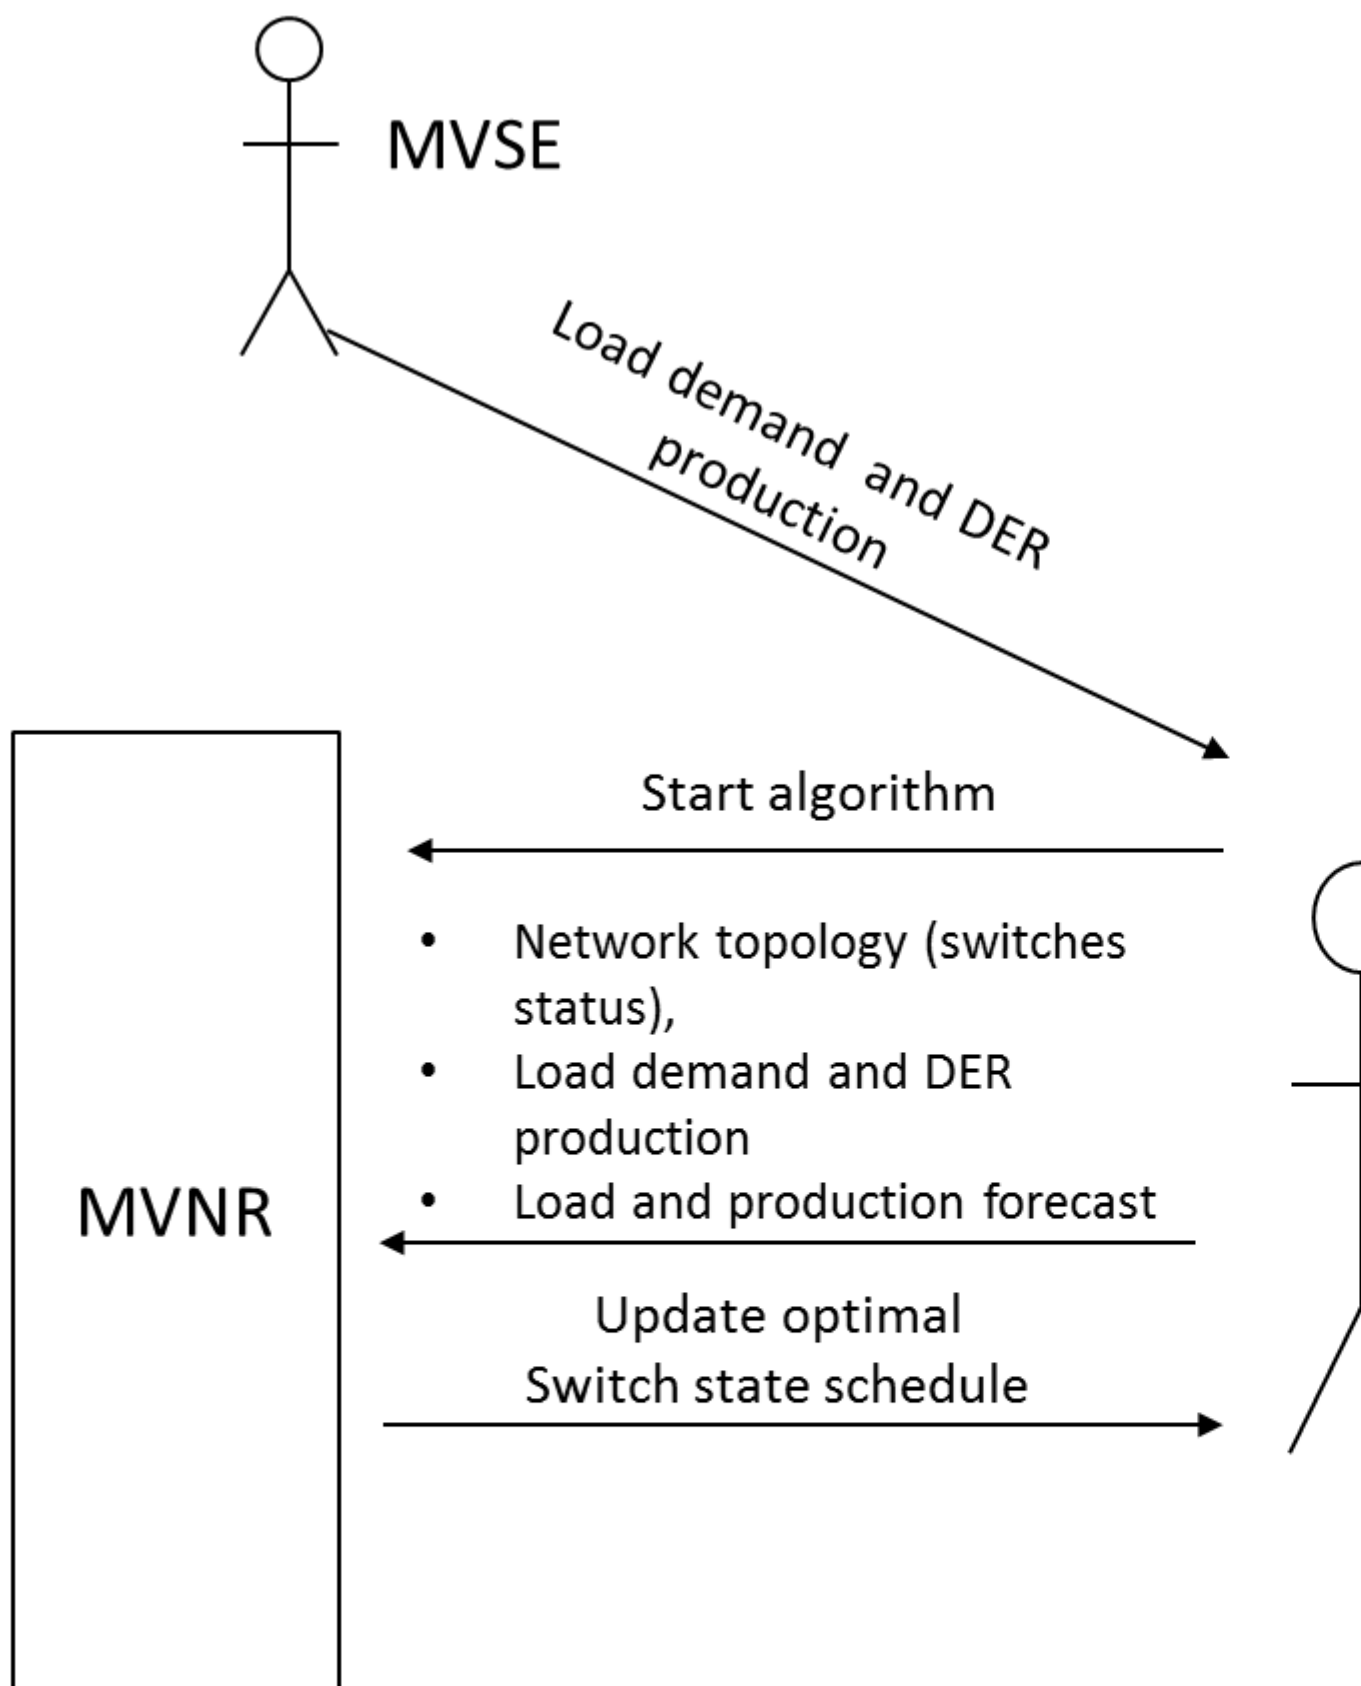 MVSE
Load demand and DER
production
Start algorithm
• Network topology (switches
status),
• Load demand and DER
production
• Load and production forecast
MVNR
Update optimal
Switch state schedule